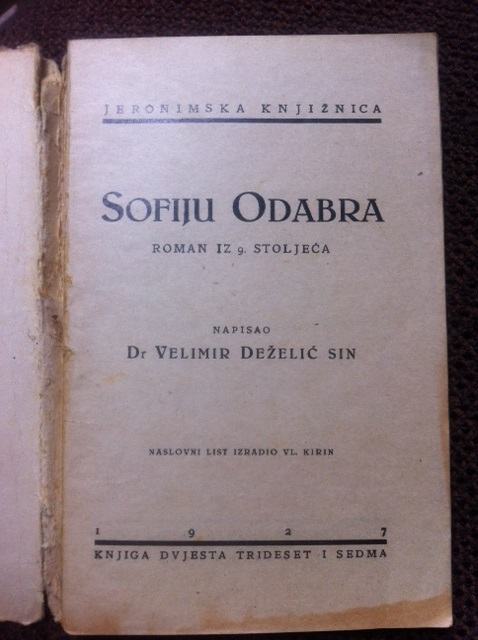 JERONIMSKA KNJIŽNICA
SOFIJU ODABRA
ROMAN IZ 9. STOLJEĆA
NAPISAO
Dr VELIMIR DEŽELIĆ SIN
NASLOVNI LIST IZRADIO VL. KIRIN
1 9 2 7
KNJIGA DVJESTA TRIDESET I SEDMA